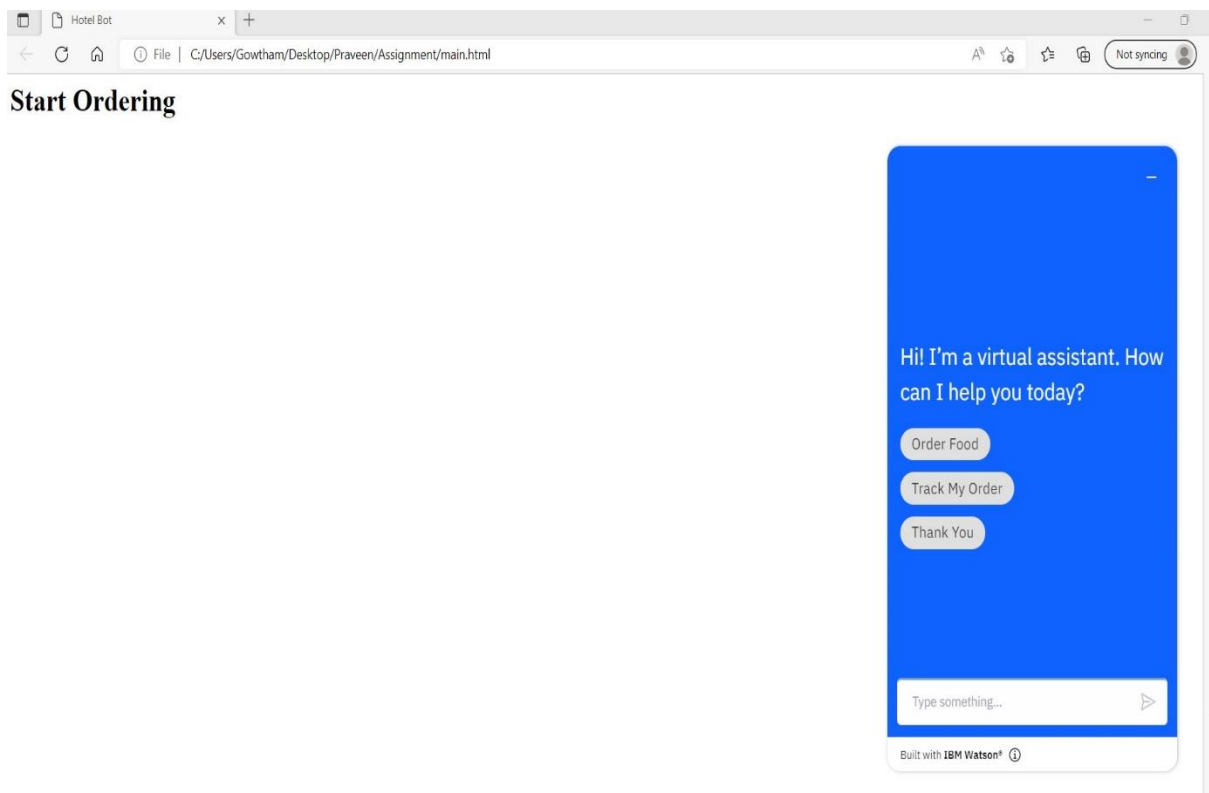 Hotel Bot
File | C:/Users/Gowtham/Desktop/Praveen/Assignment/main.html
Not syncing
Start Ordering
Hi! I'm a virtual assistant. How
can I help you today?
Order Food
Track My Order
Thank You
Type something...
Built with IBM Watson®